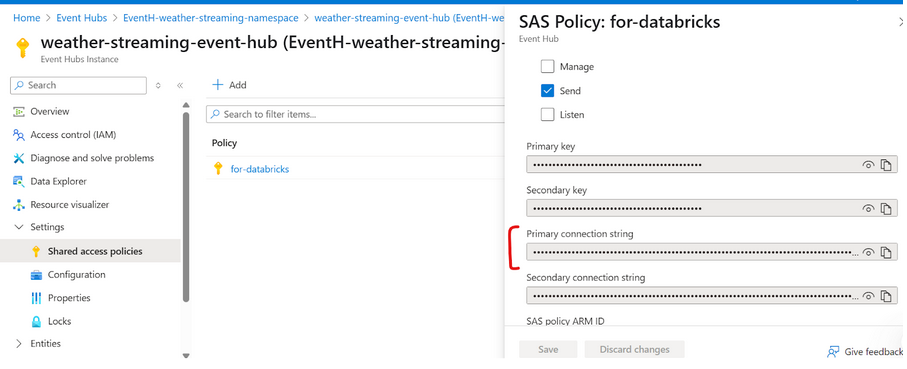 Home > Event Hubs > EventH-weather-streaming-namespace > weather-streaming-event-hub (EventH-we
weather-streaming-event-hub (EventH-weather-streaming-
Event Hubs Instance
Search
Overview
Access control (IAM)
Diagnose and solve problems
Data Explorer
Resource visualizer
Settings
Shared access policies
Configuration
Properties
Locks
Entities
Add
Search to filter items...
Policy
for-databricks
SAS Policy: for-databricks
Event Hub
Manage
Send
Listen
Primary key
Secondary key
Primary connection string
Secondary connection string
SAS policy ARM ID
Save
Discard changes
Give feedback